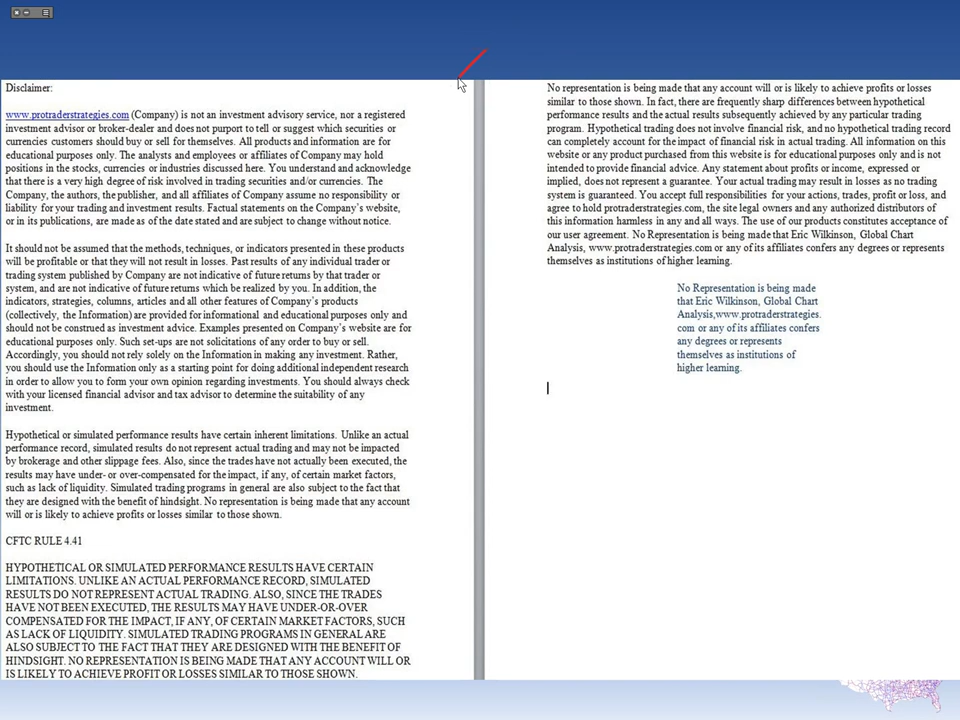 Disclaimer:
www.protraderstrategies.com (Company) is not an investment advisory service, nor a registered
investment advisor or broker-dealer and does not purport to tell or suggest which securities or
currencies customers should buy or sell for themselves. All products and information are for
educational purposes only. The analysts and employees or affiliates of Company may hold
positions in the stocks, currencies or industries discussed here. You understand and acknowledge
that there is a very high degree of risk involved in trading securities and/or currencies. The
Company, the authors, the publisher, and all affiliates of Company assume no responsibility or
liability for your trading and investment results. Factual statements on the Company's website,
or in its publications, are made as of the date stated and are subject to change without notice.
It should not be assumed that the methods, techniques, or indicators presented in these products
will be profitable or that they will not result in losses. Past results of any individual trader or
trading system published by Company are not indicative of future returns by that trader or
system, and are not indicative of future returns which be realized by you. In addition, the
indicators, strategies, columns, articles and all other features of Company's products
(collectively, the Information) are provided for informational and educational purposes only and
should not be construed as investment advice. Examples presented on Company's website are for
educational purposes only. Such set-ups are not solicitations of any order to buy or sell.
Accordingly, you should not rely solely on the Information in making any investment. Rather,
you should use the Information only as a starting point for doing additional independent research
in order to allow you to form your own opinion regarding investments. You should always check
with your licensed financial advisor and tax advisor to determine the suitability of any
investment.
Hypothetical or simulated performance results have certain inherent limitations. Unlike an actual
performance record, simulated results do not represent actual trading and may not be impacted
by brokerage and other slippage fees. Also, since the trades have not actually been executed, the
results may have under- or over-compensated for the impact, if any, of certain market factors,
such as lack of liquidity. Simulated trading programs in general are also subject to the fact that
they are designed with the benefit of hindsight. No representation is being made that any account
will or is likely to achieve profits or losses similar to those shown.
CFTC RULE 4.41
HYPOTHETICAL OR SIMULATED PERFORMANCE RESULTS HAVE CERTAIN
LIMITATIONS. UNLIKE AN ACTUAL PERFORMANCE RECORD, SIMULATED
RESULTS DO NOT REPRESENT ACTUAL TRADING. ALSO, SINCE THE TRADES
HAVE NOT BEEN EXECUTED, THE RESULTS MAY HAVE UNDER-OR-OVER
COMPENSATED FOR THE IMPACT, IF ANY, OF CERTAIN MARKET FACTORS, SUCH
AS LACK OF LIQUIDITY. SIMULATED TRADING PROGRAMS IN GENERAL ARE
ALSO SUBJECT TO THE FACT THAT THEY ARE DESIGNED WITH THE BENEFIT OF
HINDSIGHT. NO REPRESENTATION IS BEING MADE THAT ANY ACCOUNT WILL OR
IS LIKELY TO ACHIEVE PROFIT OR LOSSES SIMILAR TO THOSE SHOWN.
No representation is being made that any account will or is likely to achieve profits or losses
similar to those shown. In fact, there are frequently sharp differences between hypothetical
performance results and the actual results subsequently achieved by any particular trading
program. Hypothetical trading does not involve financial risk, and no hypothetical trading record
can completely account for the impact of financial risk in actual trading. All information on this
website or any product purchased from this website is for educational purposes only and is not
intended to provide financial advice. Any statement about profits or income, expressed or
implied, does not represent a guarantee. Your actual trading may result in losses as no trading
system is guaranteed. You accept full responsibilities for your actions, trades, profit or loss, and
agree to hold protraderstrategies.com, the site legal owners and any authorized distributors of
this information harmless in any and all ways. The use of our products constitutes acceptance of
our user agreement. No Representation is being made that Eric Wilkinson, Global Chart
Analysis, www.protraderstrategies.com or any of its affiliates confers any degrees or represents
themselves as institutions of higher learning.
No Representation is being made
that Eric Wilkinson, Global Chart
Analysis,www.protraderstrategies.
com or any of its affiliates confers
any degrees or represents
themselves as institutions of
higher learning.